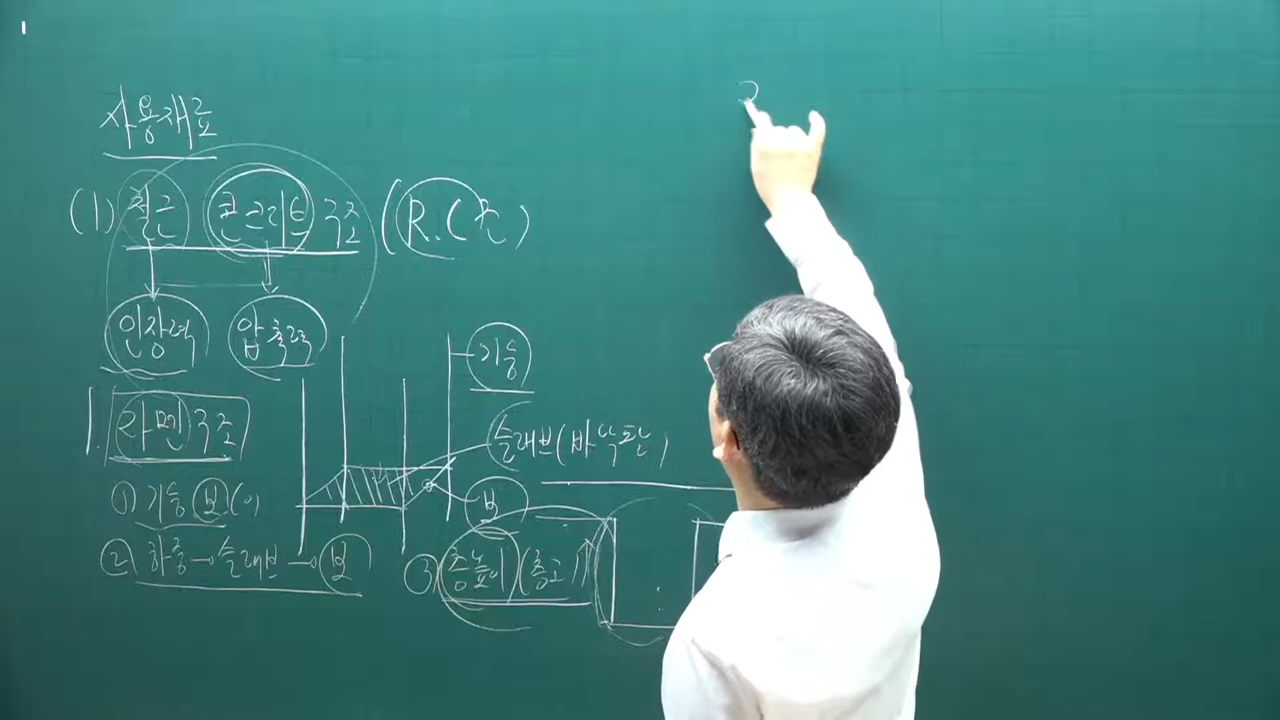 사용재료
(1) 철근 콘크리트 구조 (R.C조)
인장력 압축력
기둥
1. 라멘구조
슬래브(바닥판)
① 기둥 보(
보
② 하중→슬래브→보
③ 층높이(층고)↑
2